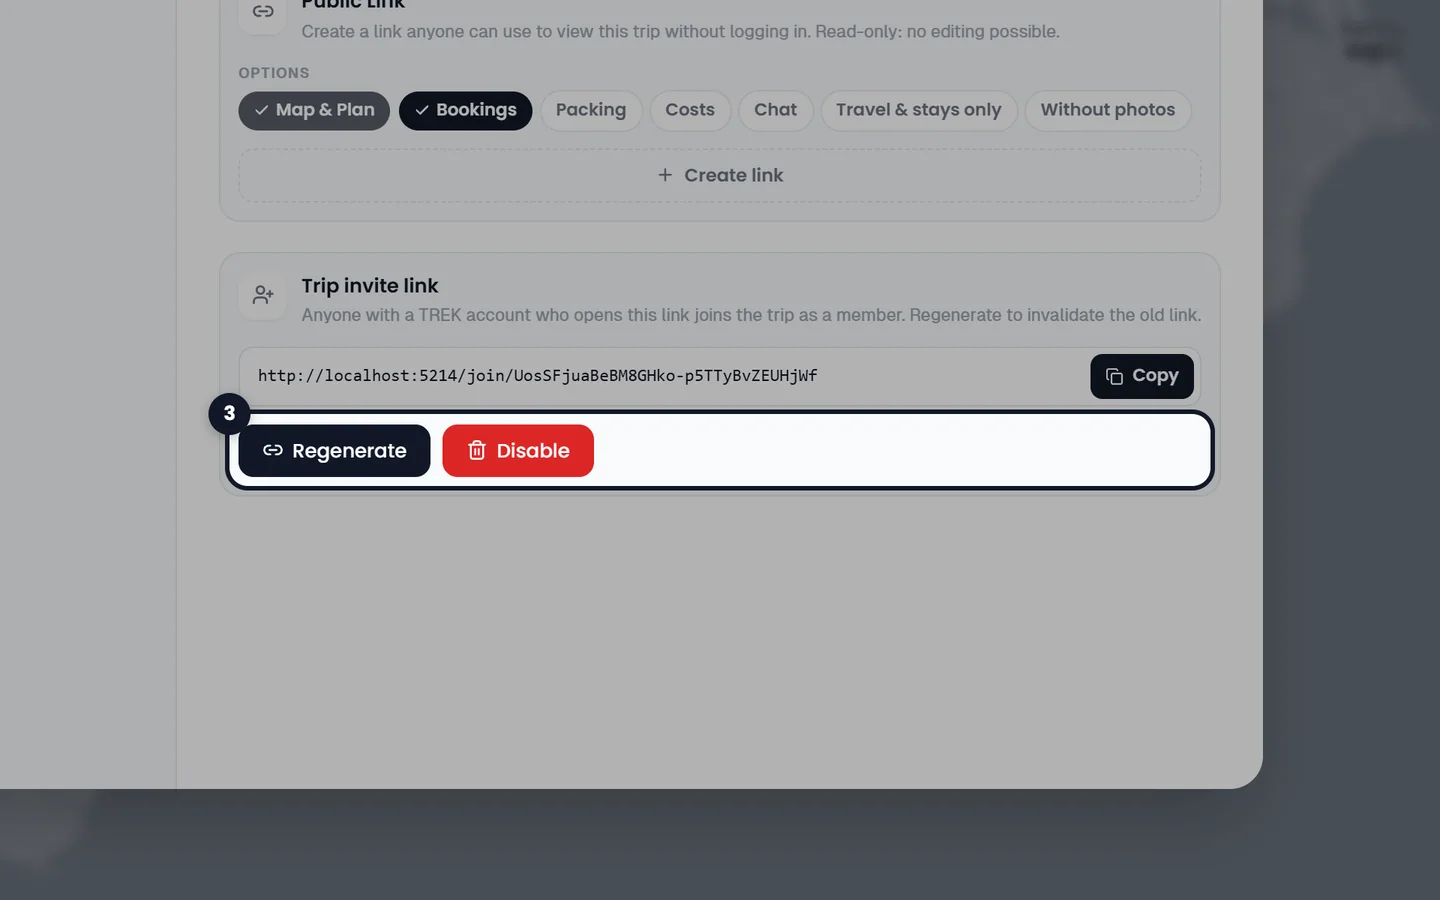 Public Link
Create a link anyone can use to view this trip without logging in. Read-only: no editing possible.
OPTIONS
Map & Plan Bookings Packing Costs Chat Travel & stays only Without photos
Create link
Trip invite link
Anyone with a TREK account who opens this link joins the trip as a member. Regenerate to invalidate the old link.
http://localhost:5214/join/UosSFjuaBeBM8GHko-p5TTyBvZEUHjWf Copy
3
Regenerate Disable